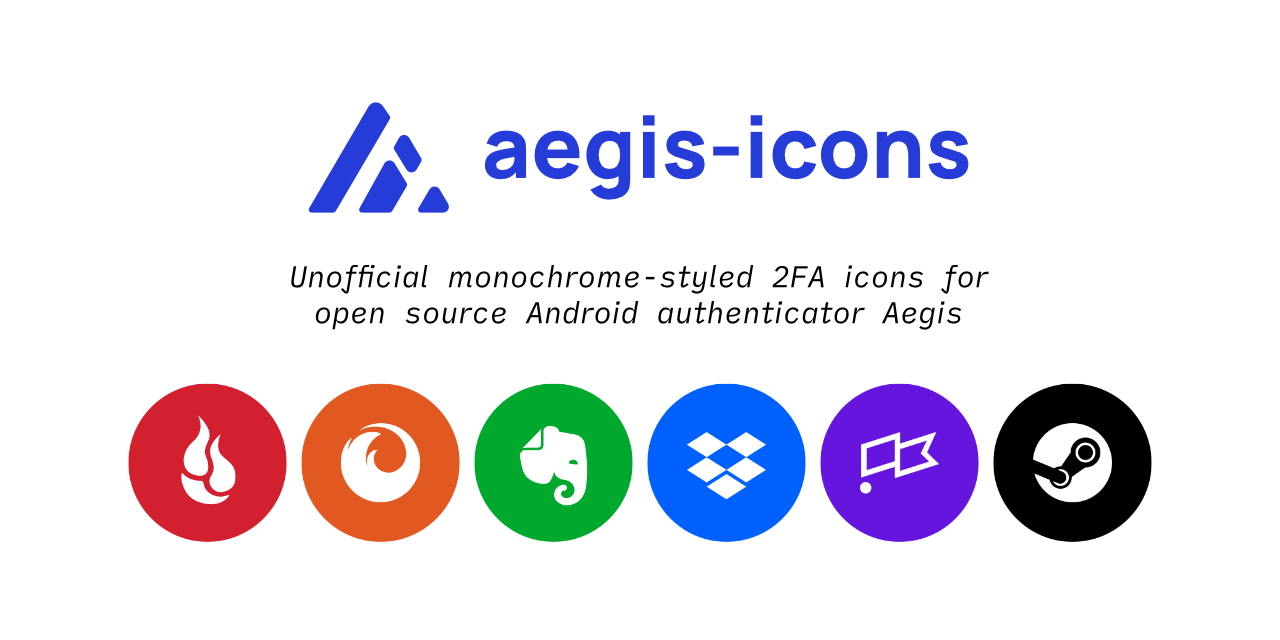 aegis-icons
Unofficial monochrome-styled 2FA icons for
open source Android authenticator Aegis